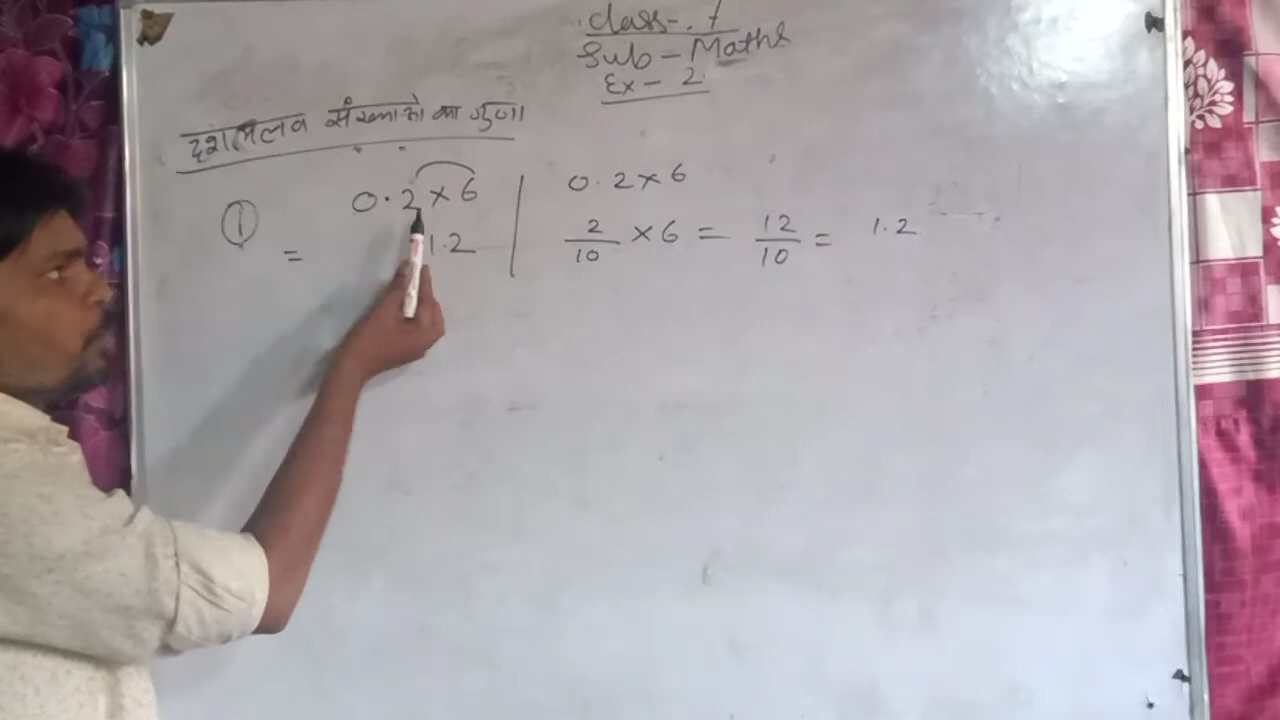 Class - 7
Sub - Maths
Ex - 2
दशमलव संख्याओ का गुणा
① 0.2 × 6
= 1.2
0.2 × 6
2/10 × 6 = 12/10 = 1.2